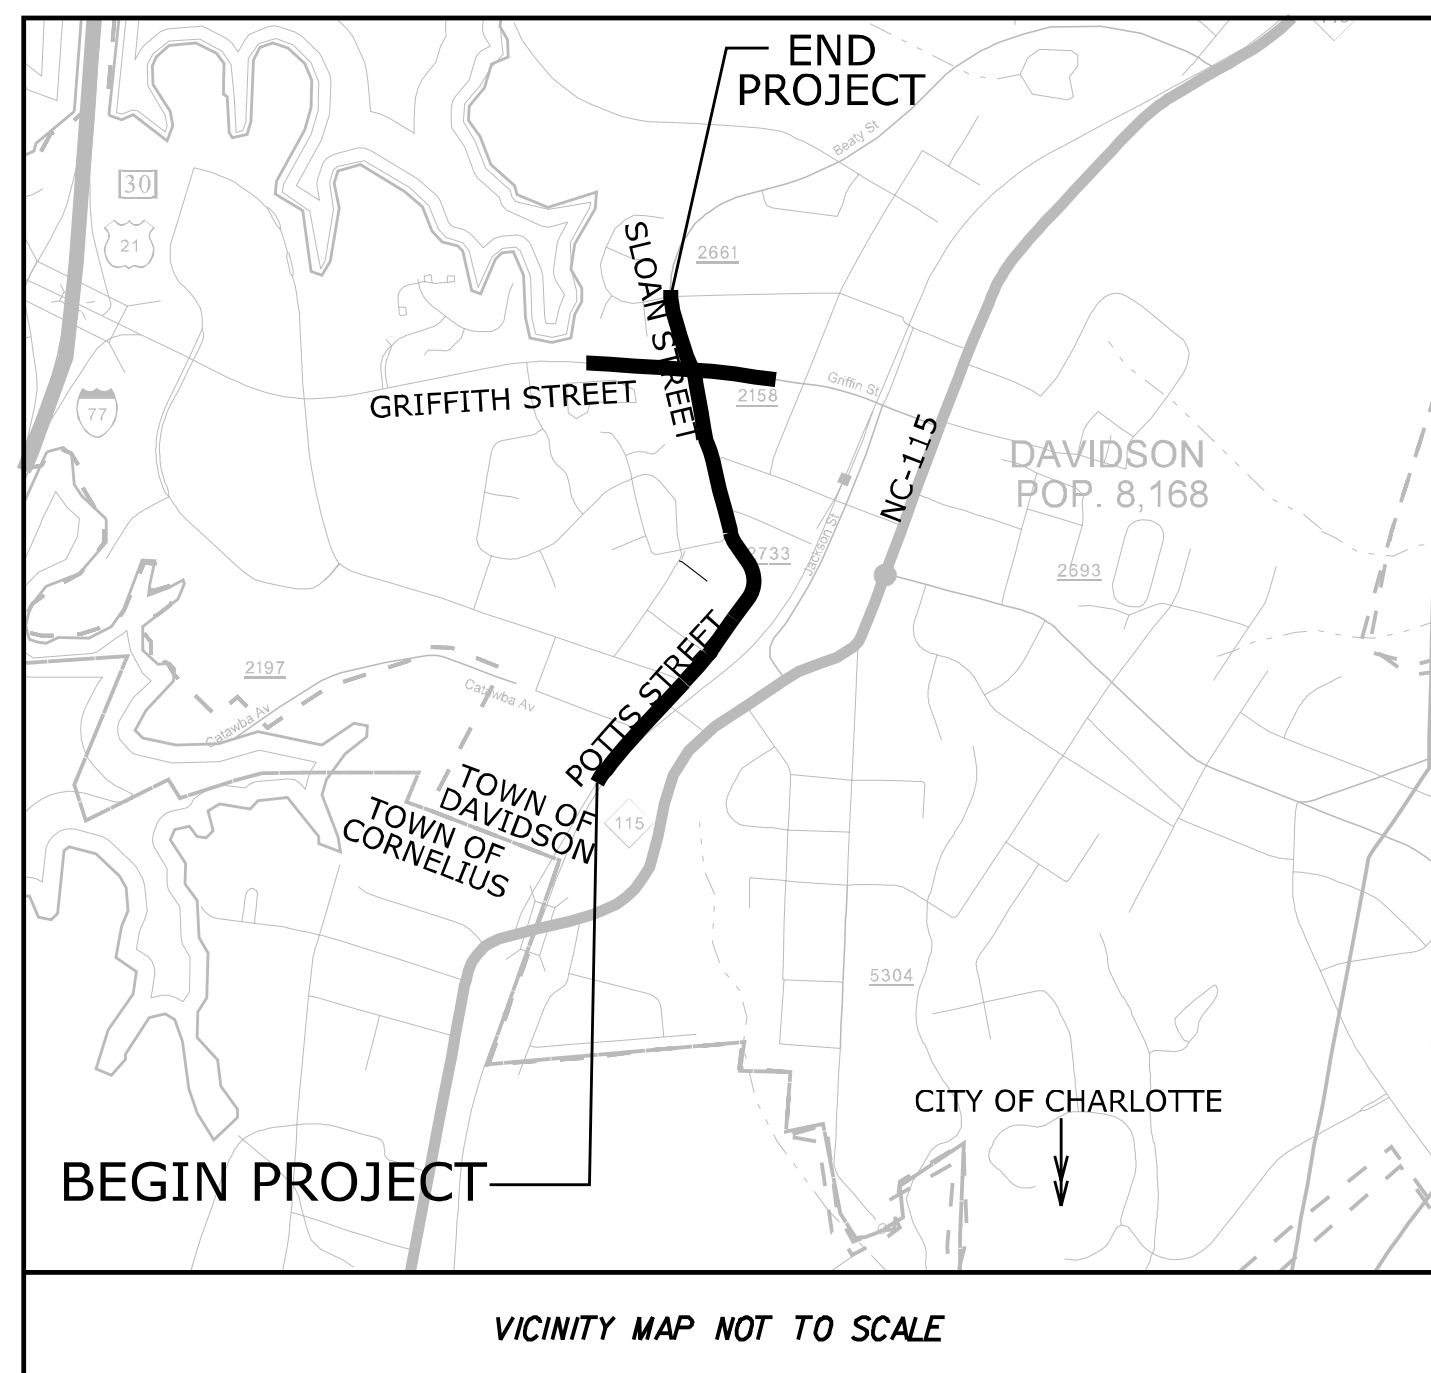 END
PROJECT
Beaty St
30
21
2661
SLOAN STREET
GRIFFITH STREET
Griffin St
2158
77
NC-115
DAVIDSON
POP. 8,168
Jackson St
2733
2693
POTTS STREET
2197
Catawba Av
Catawba Av
TOWN OF
DAVIDSON
TOWN OF
CORNELIUS
115
5304
CITY OF CHARLOTTE
BEGIN PROJECT
VICINITY MAP NOT TO SCALE